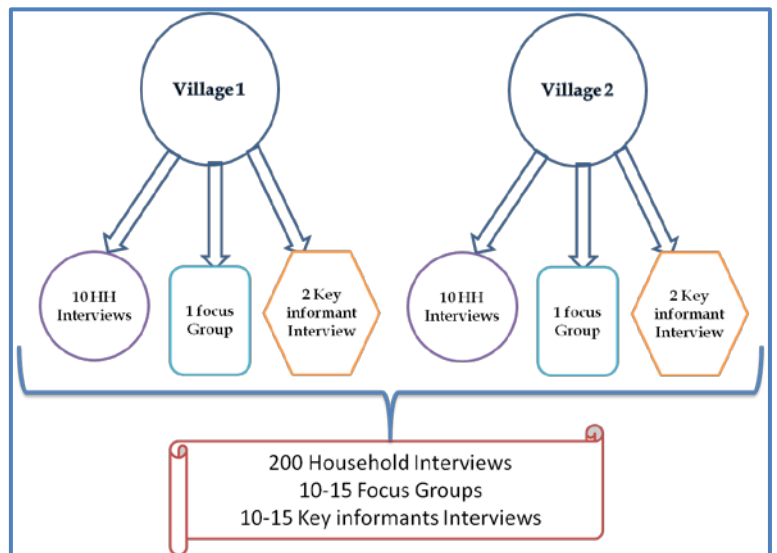 Village 1
Village 2
10 HH
Interviews
1 focus
Group
2 Key
informant
Interview
10 HH
Interviews
1 focus
Group
2 Key
informant
Interview
200 Household Interviews
10-15 Focus Groups
10-15 Key informants Interviews